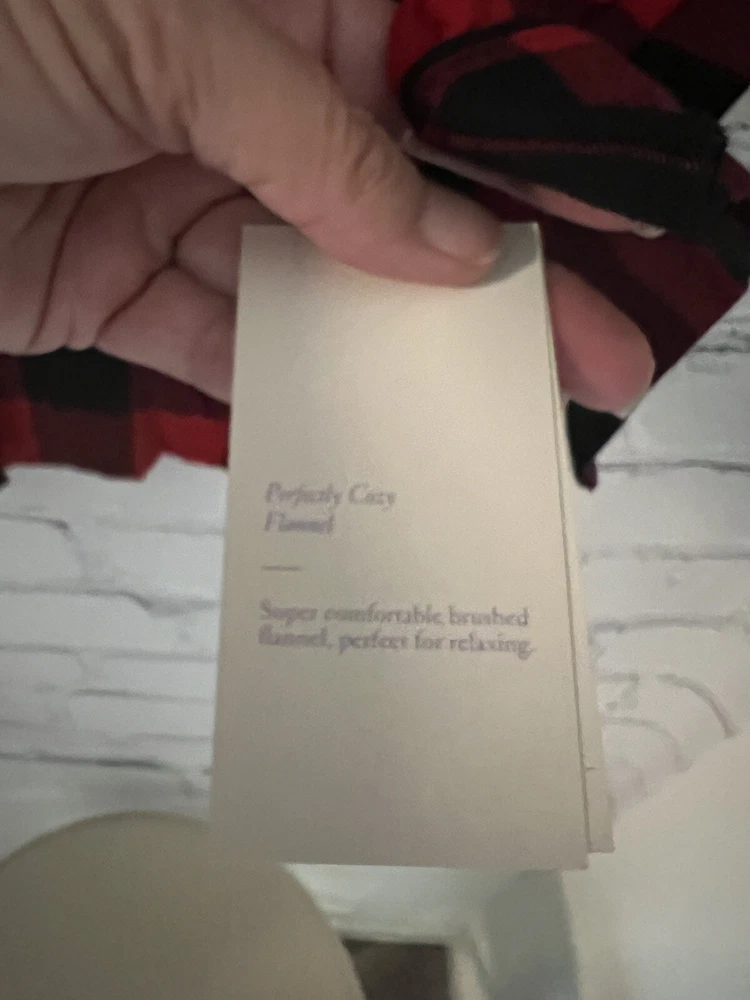 Perfectly Cozy
Flannel
Super comfortable brushed
flannel, perfect for relaxing.